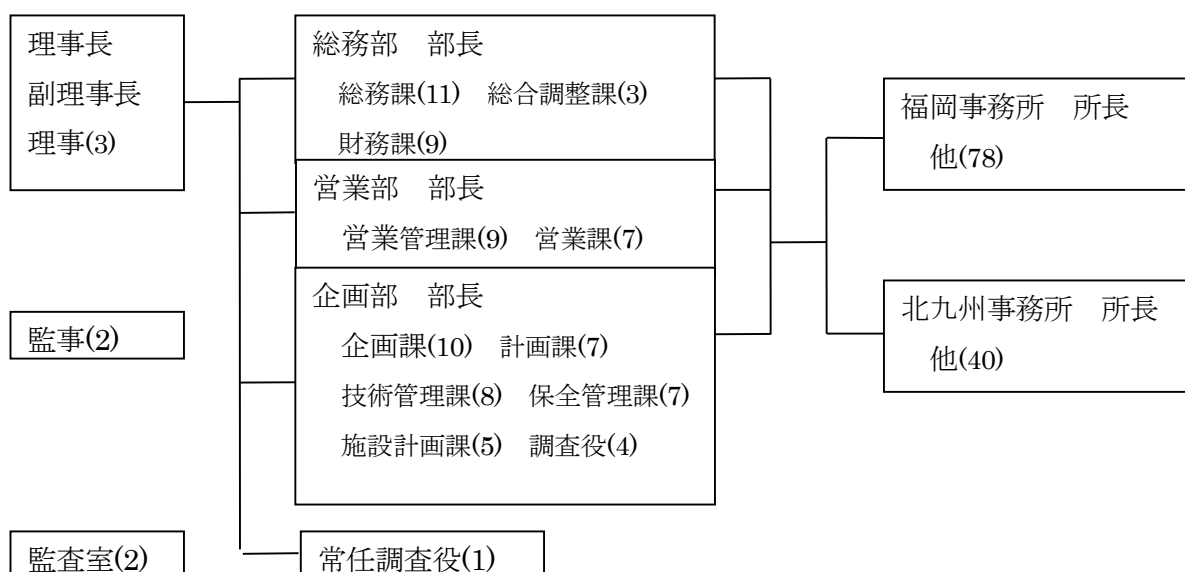 理事長
副理事長
理事(3)
総務部　部長
総務課(11)　総合調整課(3)
財務課(9)
営業部　部長
営業管理課(9)　営業課(7)
企画部　部長
企画課(10)　計画課(7)
技術管理課(8)　保全管理課(7)
施設計画課(5)　調査役(4)
福岡事務所　所長
他(78)
北九州事務所　所長
他(40)
監事(2)
監査室(2)
常任調査役(1)